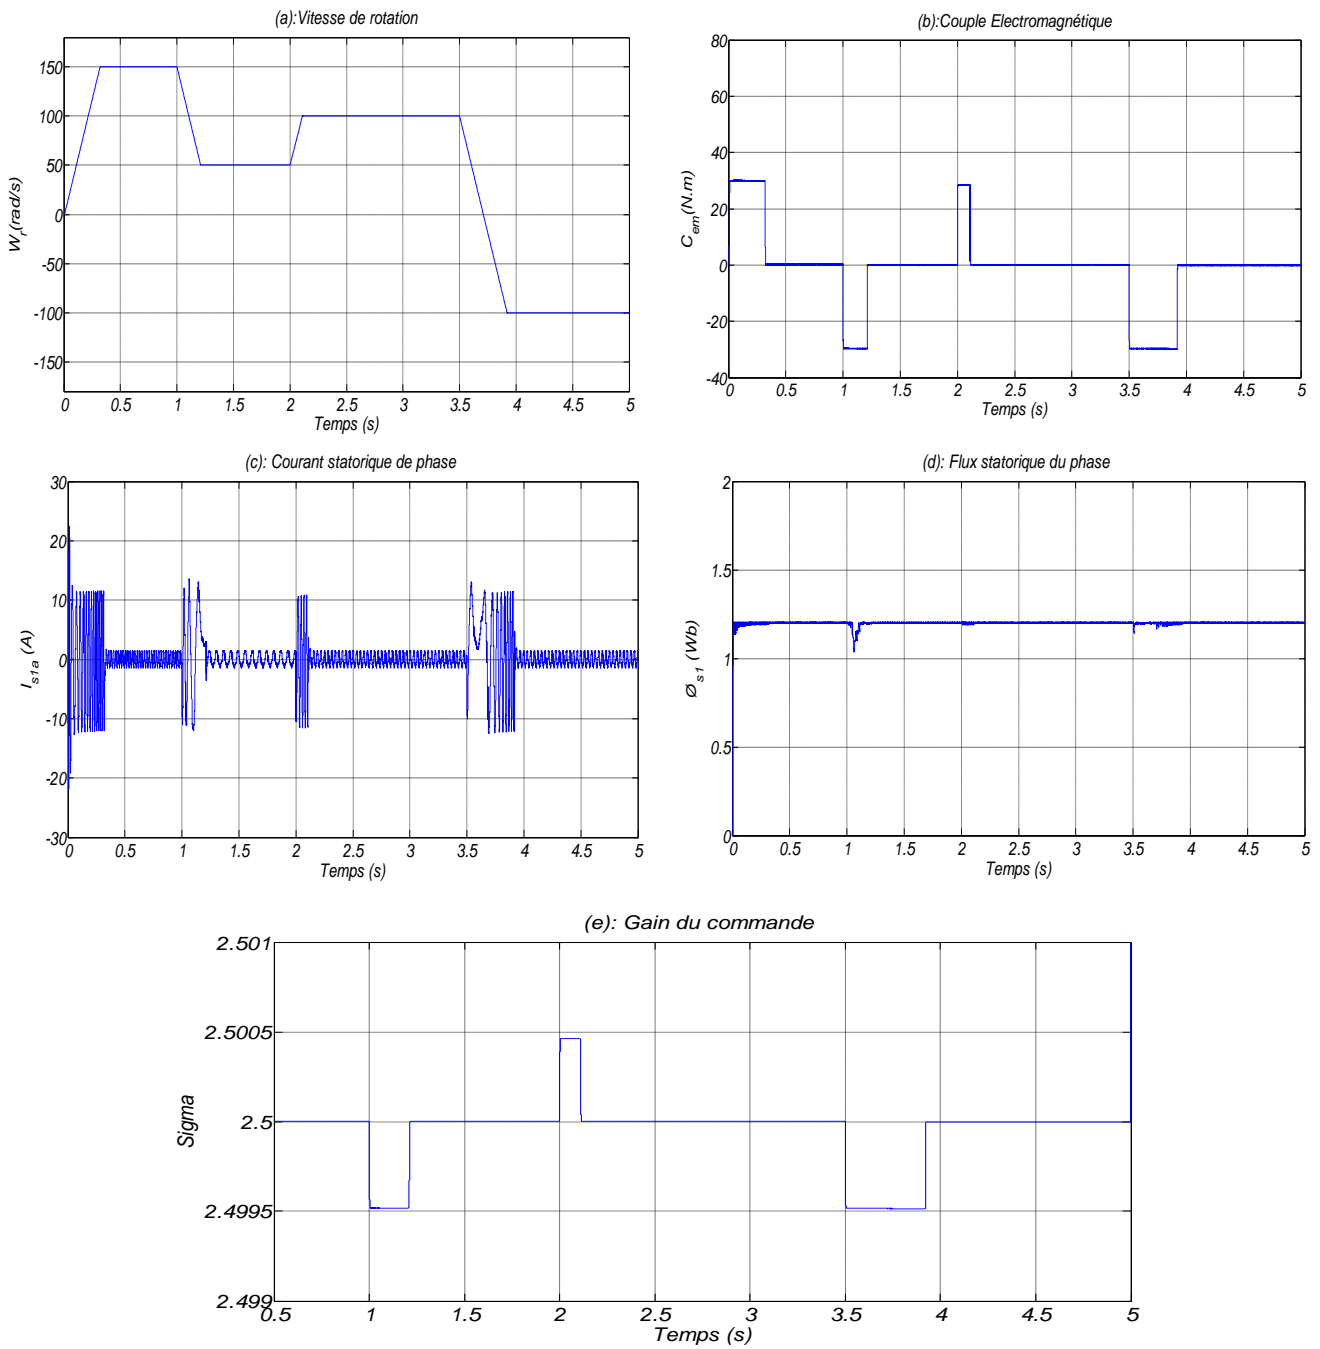 (a):Vitesse de rotation
150
100
50
0
-50
-100
-150
W_r(rad/s)
0 0.5 1 1.5 2 2.5 3 3.5 4 4.5 5
Temps (s)
(b):Couple Electromagnétique
80
60
40
20
0
-20
-40
C_em(N.m)
0 0.5 1 1.5 2 2.5 3 3.5 4 4.5 5
Temps (s)
(c): Courant statorique de phase
30
20
10
0
-10
-20
-30
I_s1a (A)
0 0.5 1 1.5 2 2.5 3 3.5 4 4.5 5
Temps (s)
(d): Flux statorique du phase
2
1.5
1
0.5
0
Ø_s1 (Wb)
0 0.5 1 1.5 2 2.5 3 3.5 4 4.5 5
Temps (s)
(e): Gain du commande
2.501
2.5005
2.5
2.4995
2.499
Sigma
0.5 1 1.5 2 2.5 3 3.5 4 4.5 5
Temps (s)